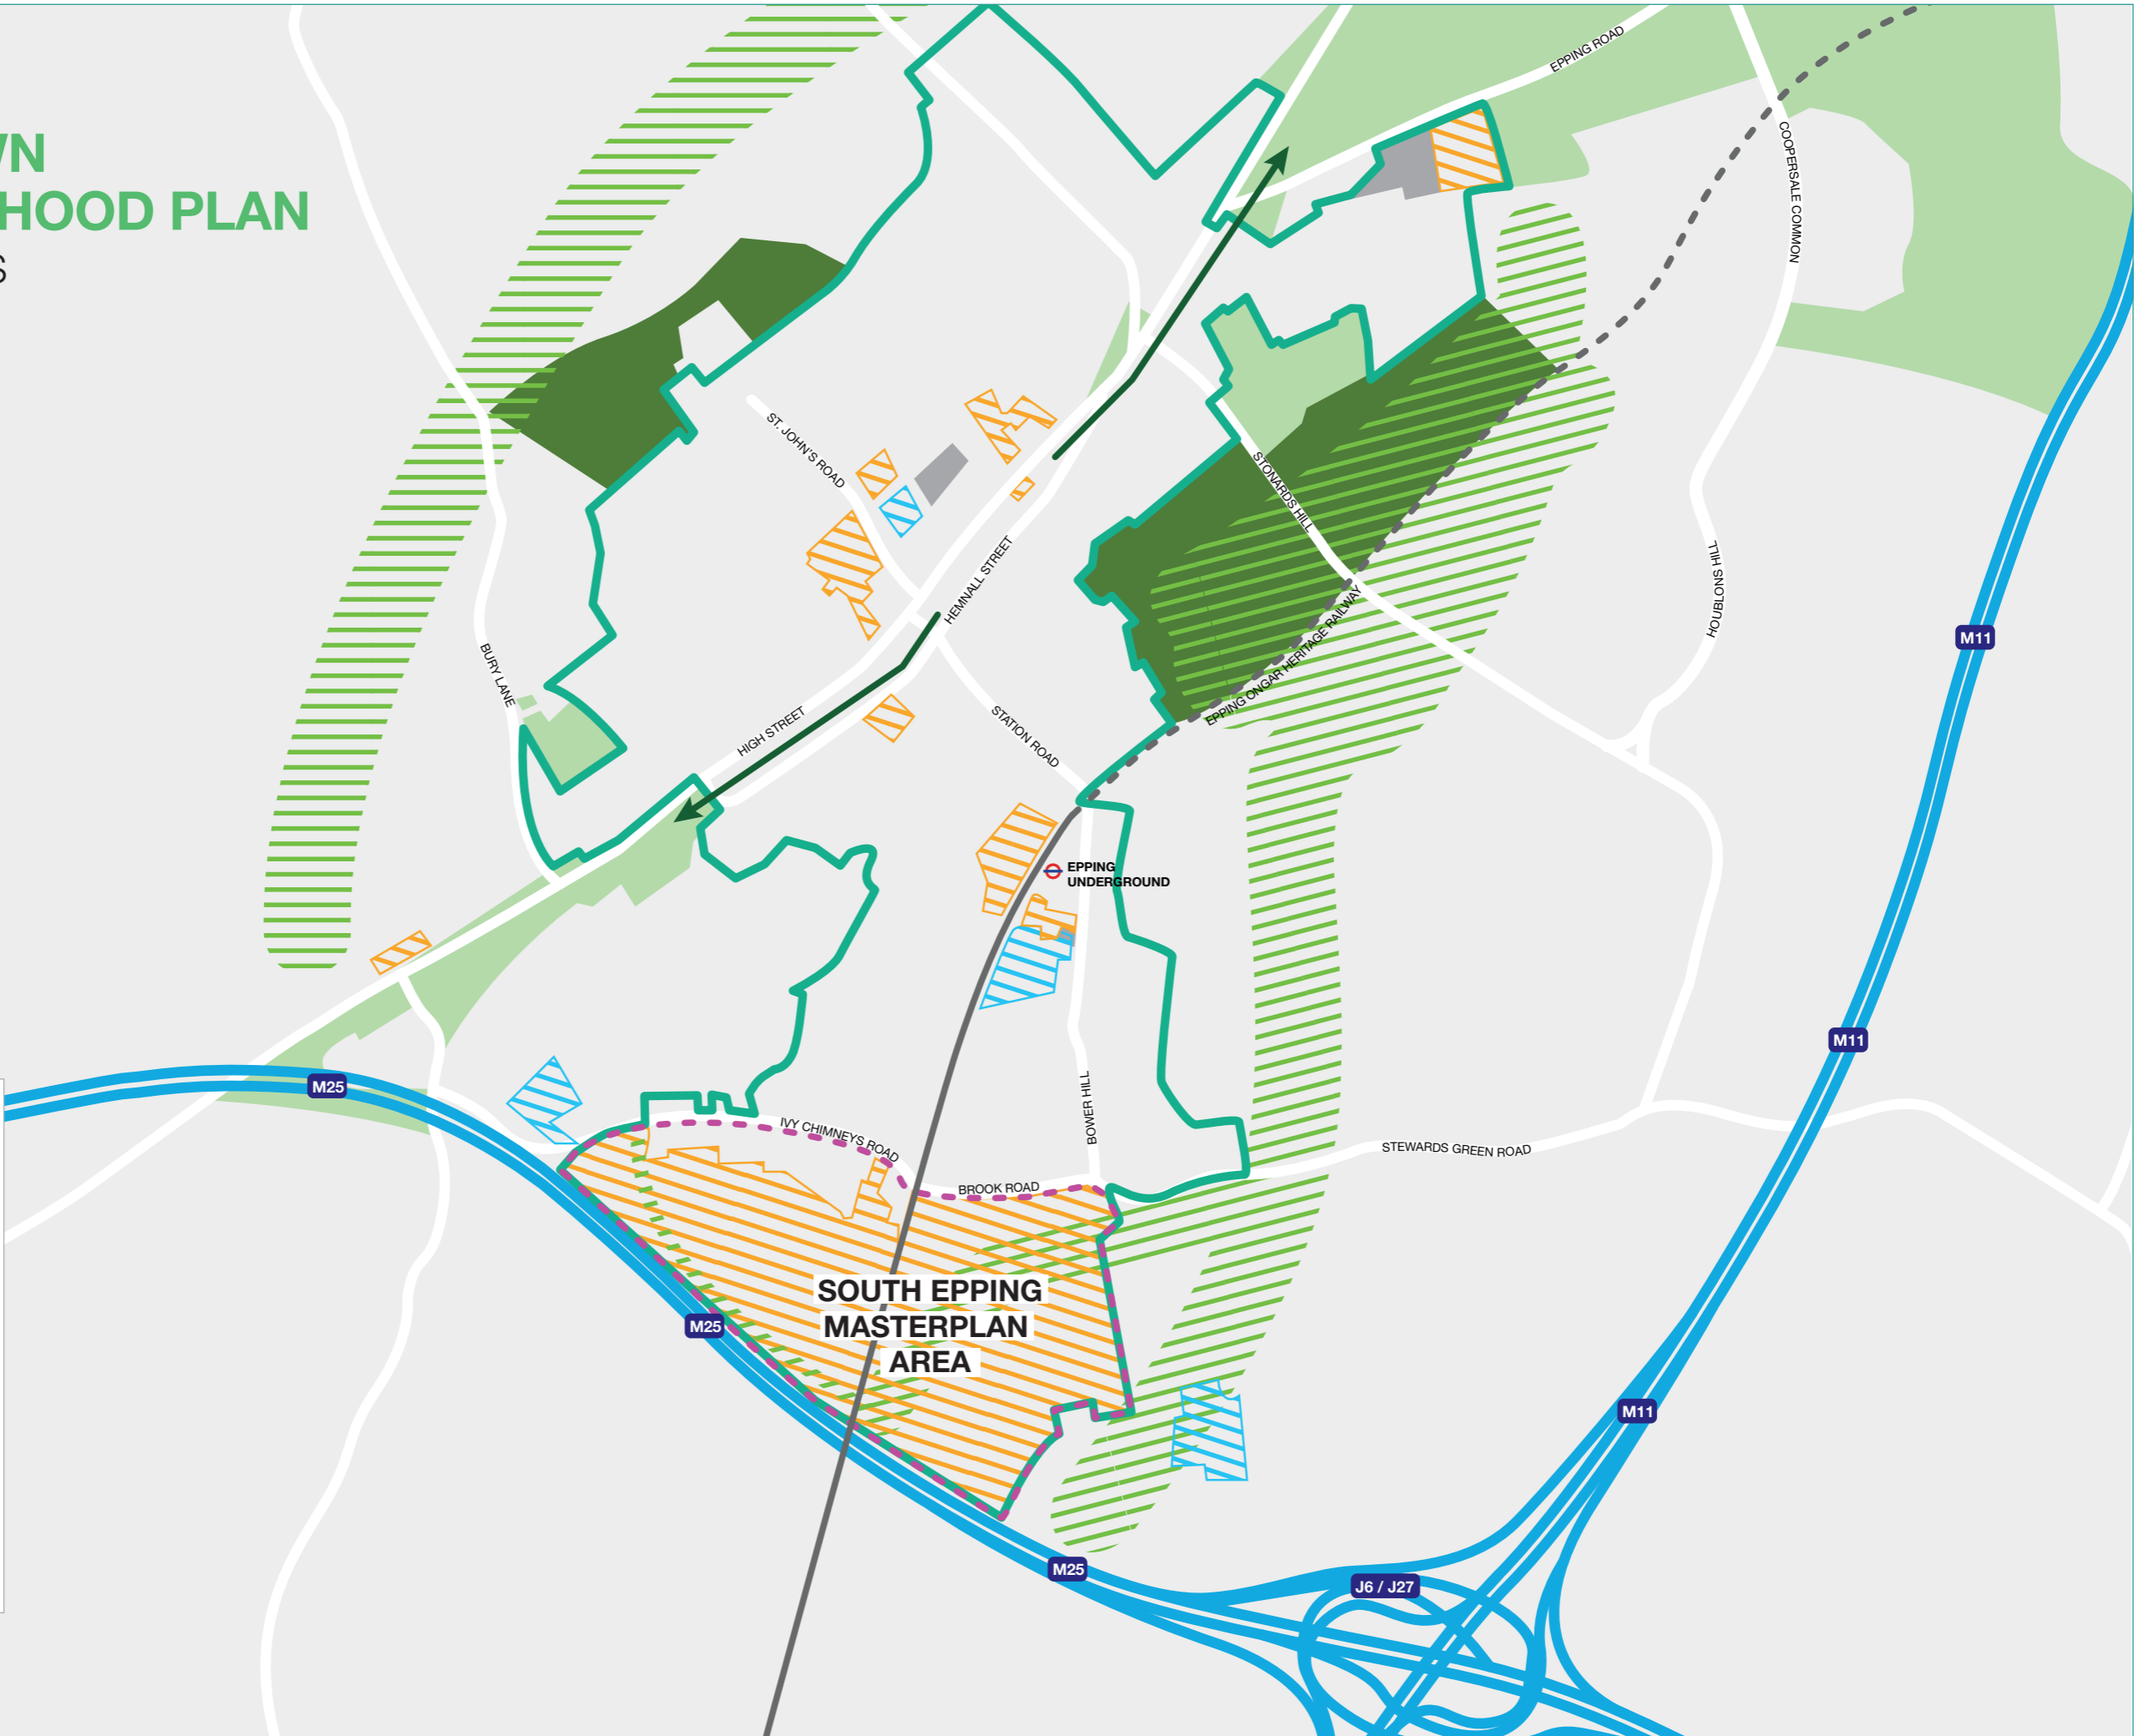 WN
HOOD PLAN
S
EPPING ROAD
COOPERSALE COMMON
ST. JOHN'S ROAD
STONARDS HILL
HEMNALL STREET
HOUBLONS HILL
M11
BURY LANE
EPPING ONGAR HERITAGE RAILWAY
HIGH STREET
STATION ROAD
EPPING
UNDERGROUND
M11
M25
BOWER HILL
IVY CHIMNEYS ROAD
STEWARDS GREEN ROAD
BROOK ROAD
SOUTH EPPING
MASTERPLAN
AREA
M25
M11
M25
J6 / J27